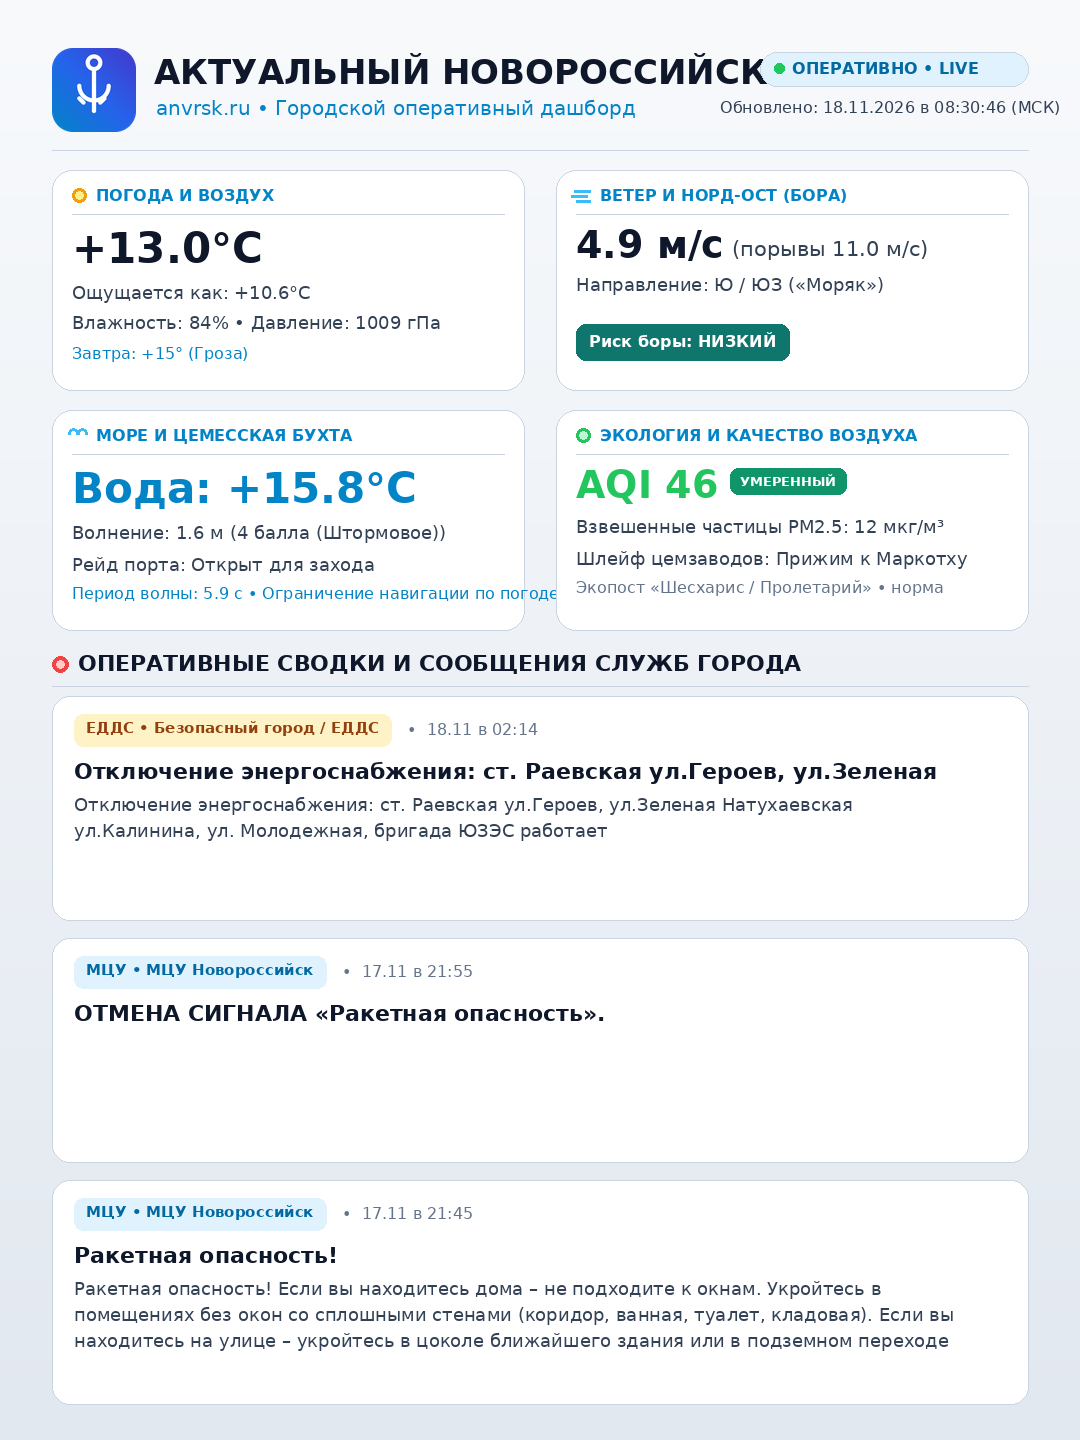 АКТУАЛЬНЫЙ НОВОРОССИЙСК
ОПЕРАТИВНО • LIVE
anvrsk.ru • Городской оперативный дашборд
Обновлено: 18.11.2026 в 08:30:46 (МСК)
ПОГОДА И ВОЗДУХ
+13.0°C
Ощущается как: +10.6°C
Влажность: 84% • Давление: 1009 гПа
Завтра: +15° (Гроза)
ВЕТЕР И НОРД-ОСТ (БОРА)
4.9 м/с (порывы 11.0 м/с)
Направление: Ю / ЮЗ («Моряк»)
Риск боры: НИЗКИЙ
МОРЕ И ЦЕМЕССКАЯ БУХТА
Вода: +15.8°C
Волнение: 1.6 м (4 балла (Штормовое))
Рейд порта: Открыт для захода
Период волны: 5.9 с • Ограничение навигации по погоде
ЭКОЛОГИЯ И КАЧЕСТВО ВОЗДУХА
AQI 46 УМЕРЕННЫЙ
Взвешенные частицы PM2.5: 12 мкг/м³
Шлейф цемзаводов: Прижим к Маркотху
Экопост «Шесхарис / Пролетарий» • норма
ОПЕРАТИВНЫЕ СВОДКИ И СООБЩЕНИЯ СЛУЖБ ГОРОДА
ЕДДС • Безопасный город / ЕДДС • 18.11 в 02:14
Отключение энергоснабжения: ст. Раевская ул.Героев, ул.Зеленая
Отключение энергоснабжения: ст. Раевская ул.Героев, ул.Зеленая Натухаевская
ул.Калинина, ул. Молодежная, бригада ЮЗЭС работает
МЦУ • МЦУ Новороссийск • 17.11 в 21:55
ОТМЕНА СИГНАЛА «Ракетная опасность».
МЦУ • МЦУ Новороссийск • 17.11 в 21:45
Ракетная опасность!
Ракетная опасность! Если вы находитесь дома – не подходите к окнам. Укройтесь в
помещениях без окон со сплошными стенами (коридор, ванная, туалет, кладовая). Если вы
находитесь на улице – укройтесь в цоколе ближайшего здания или в подземном переходе